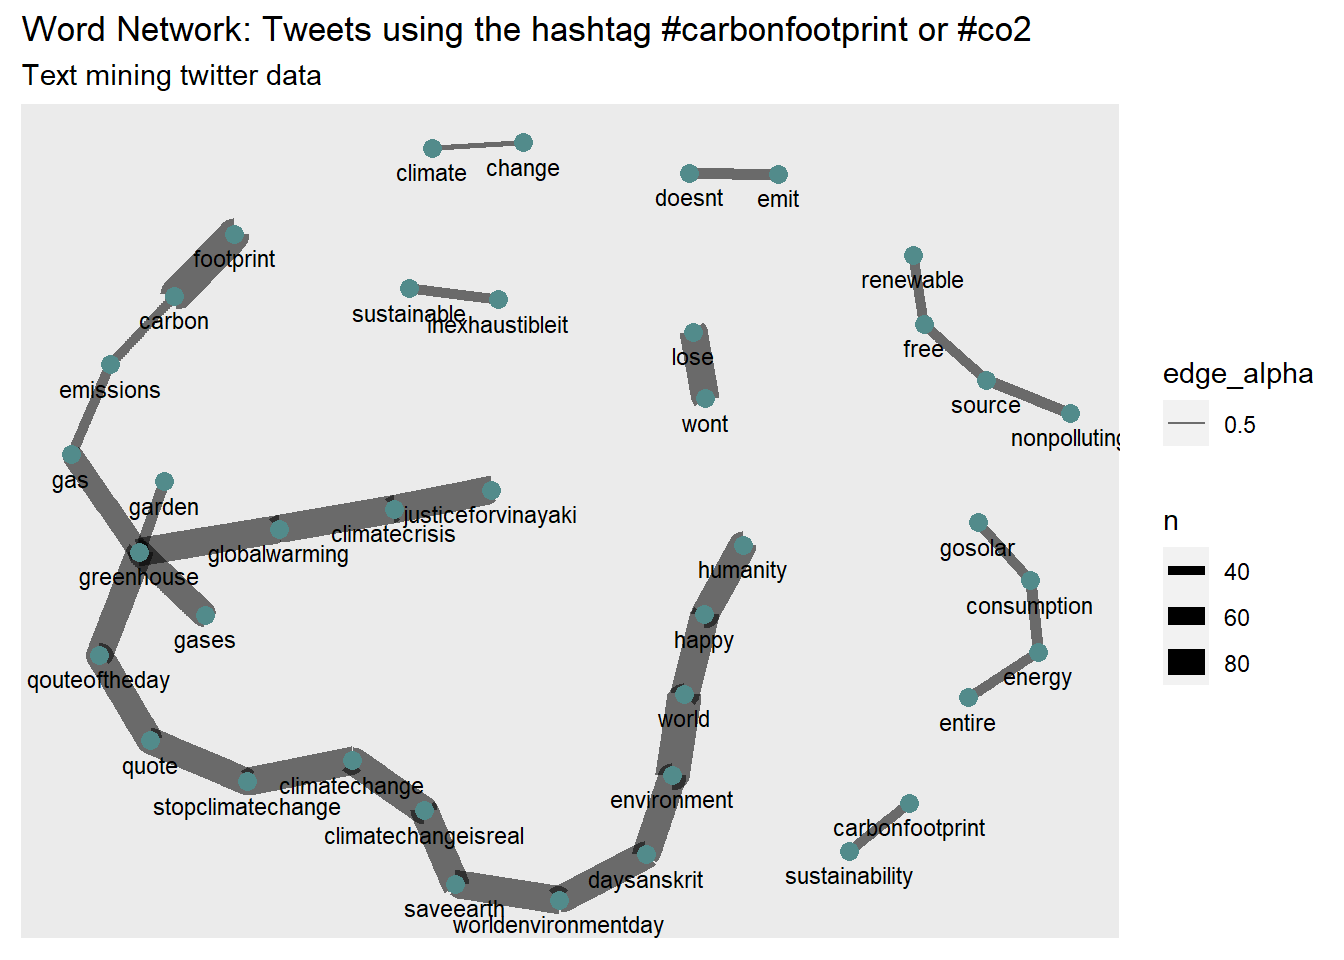 Word Network: Tweets using the hashtag #carbonfootprint or #co2
Text mining twitter data
climate
change
doesnt
emit
footprint
renewable
sustainable
inexhaustibleit
carbon
free
lose
emissions
source
wont
nonpolluting
gas
garden
justiceforvinayaki
climatecrisis
globalwarming
greenhouse
gosolar
humanity
consumption
gases
happy
qouteoftheday
energy
world
entire
quote
climatechange
stopclimatechange
environment
climatechangeisreal
carbonfootprint
daysanskrit
sustainability
saveearth
worldenvironmentday
edge_alpha
0.5
n
40
60
80